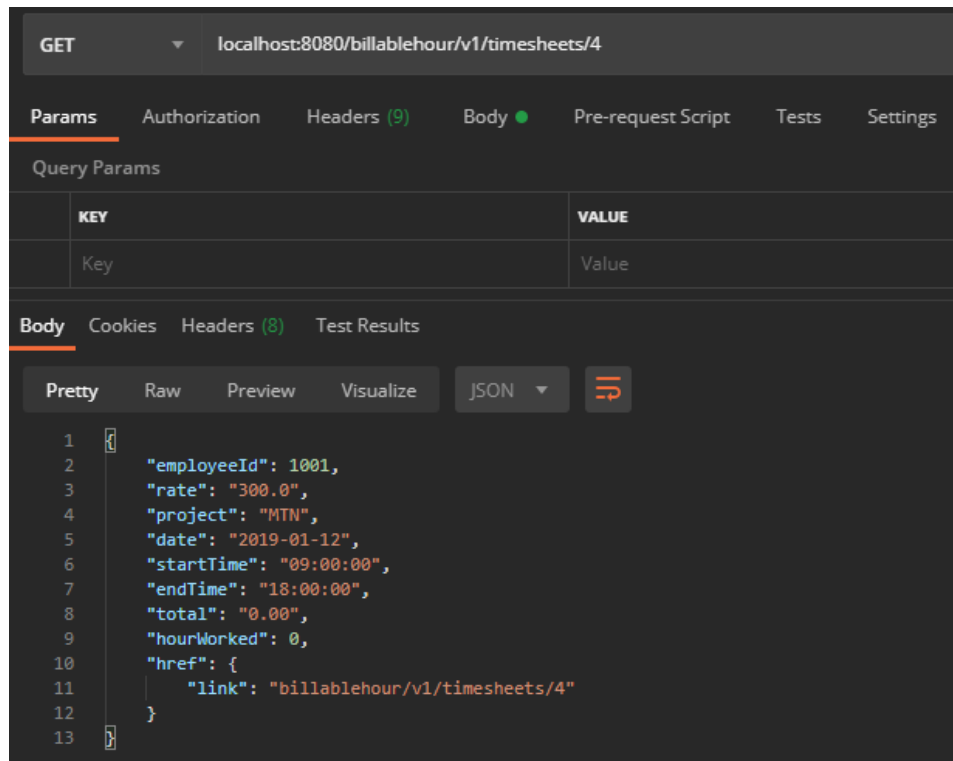 GET localhost:8080/billablehour/v1/timesheets/4
Params Authorization Headers (9) Body Pre-request Script Tests Settings
Query Params
KEY VALUE
Key Value
Body Cookies Headers (8) Test Results
Pretty Raw Preview Visualize JSON
1 {
2 "employeeId": 1001,
3 "rate": "300.0",
4 "project": "MTN",
5 "date": "2019-01-12",
6 "startTime": "09:00:00",
7 "endTime": "18:00:00",
8 "total": "0.00",
9 "hourWorked": 0,
10 "href": {
11 "link": "billablehour/v1/timesheets/4"
12 }
13 }